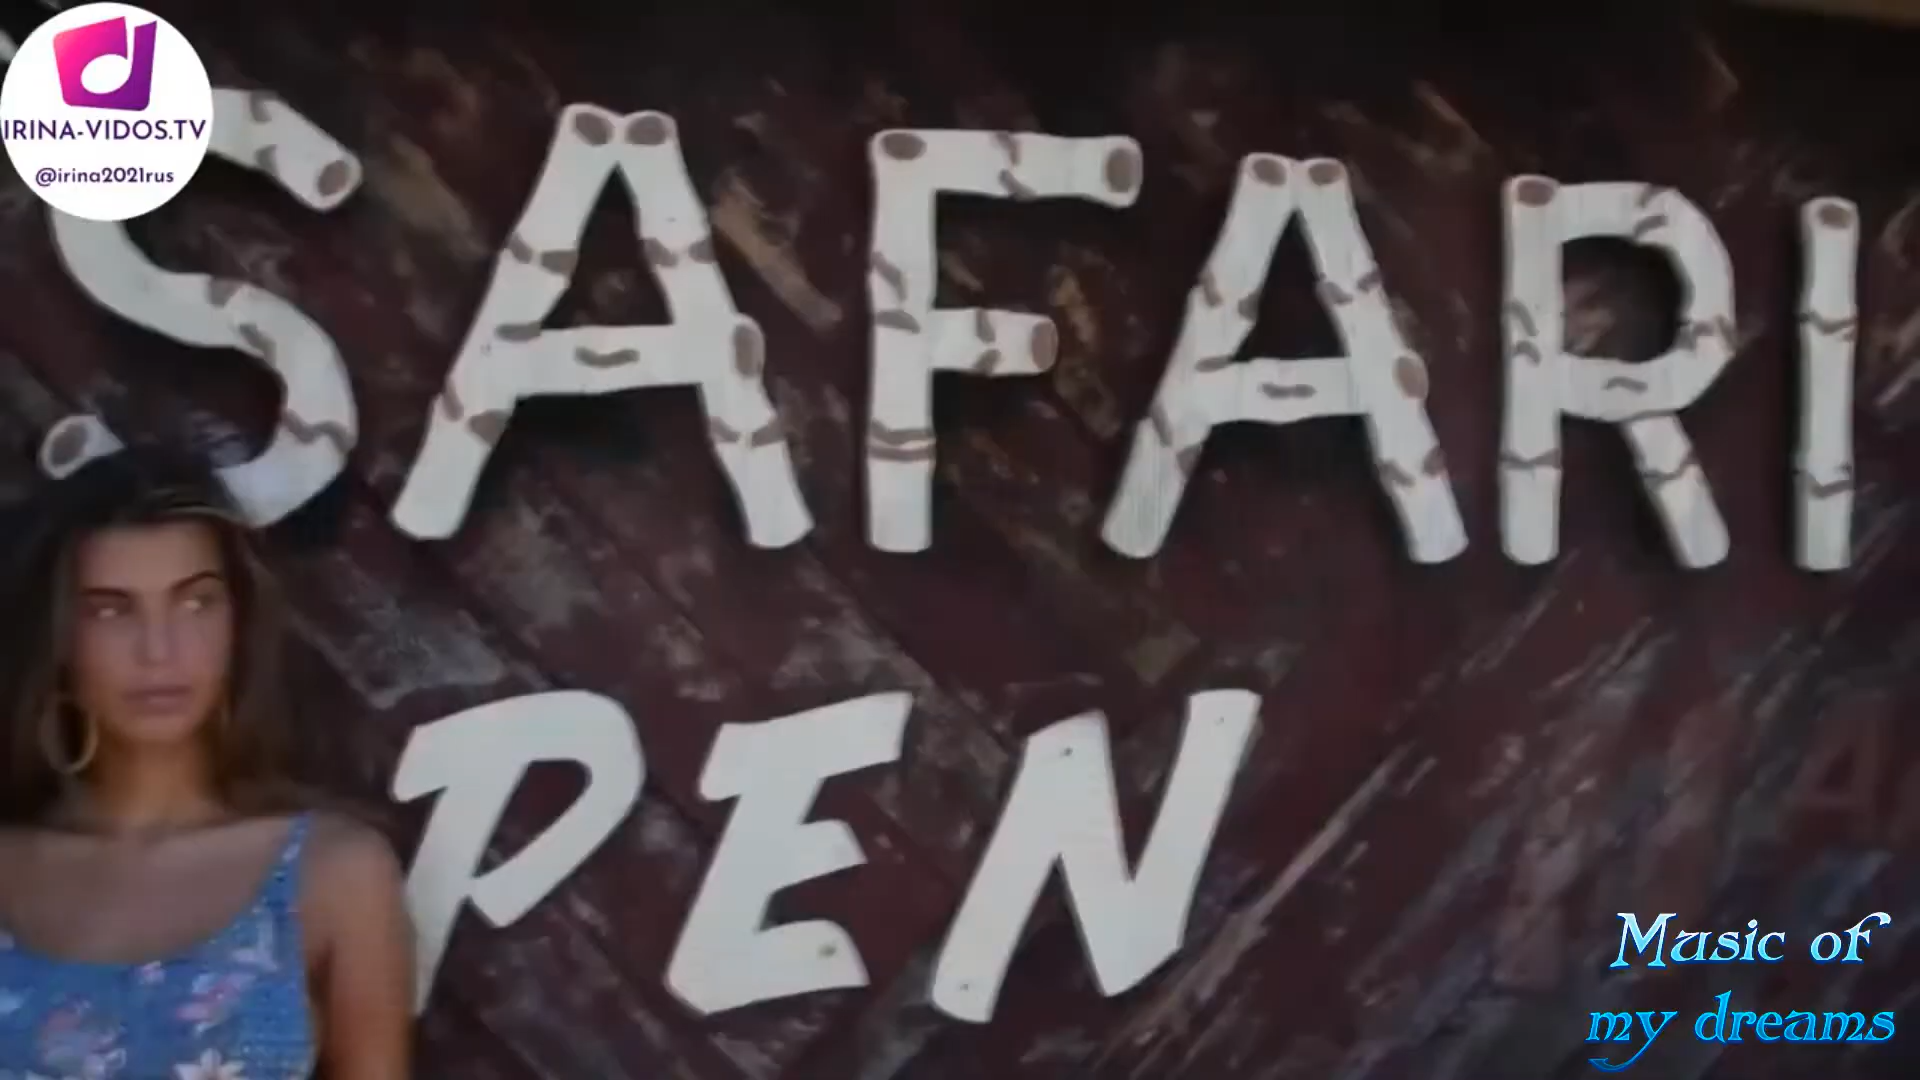 IRINA-VIDOS.TV
@irina2021rus
SAFARI
PEN
Music of
my dreams